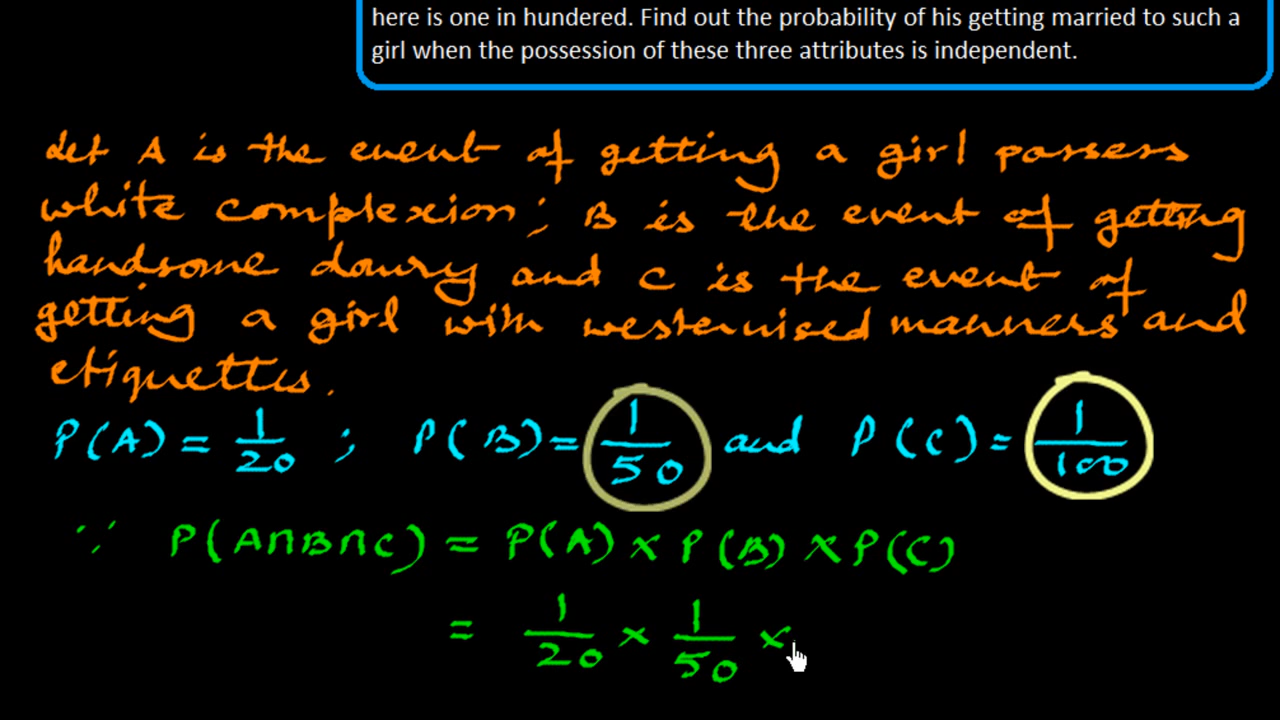 here is one in hundered. Find out the probability of his getting married to such a
girl when the possession of these three attributes is independent.
Let A is the event of getting a girl possess
white complexion; B is the event of getting
handsome dowry and C is the event of
getting a girl with westernised manners and
etiquettes.
P(A) = 1/20 ; P(B) = 1/50 and P(C) = 1/100
∵ P(A∩B∩C) = P(A) × P(B) × P(C)
= 1/20 × 1/50 ×